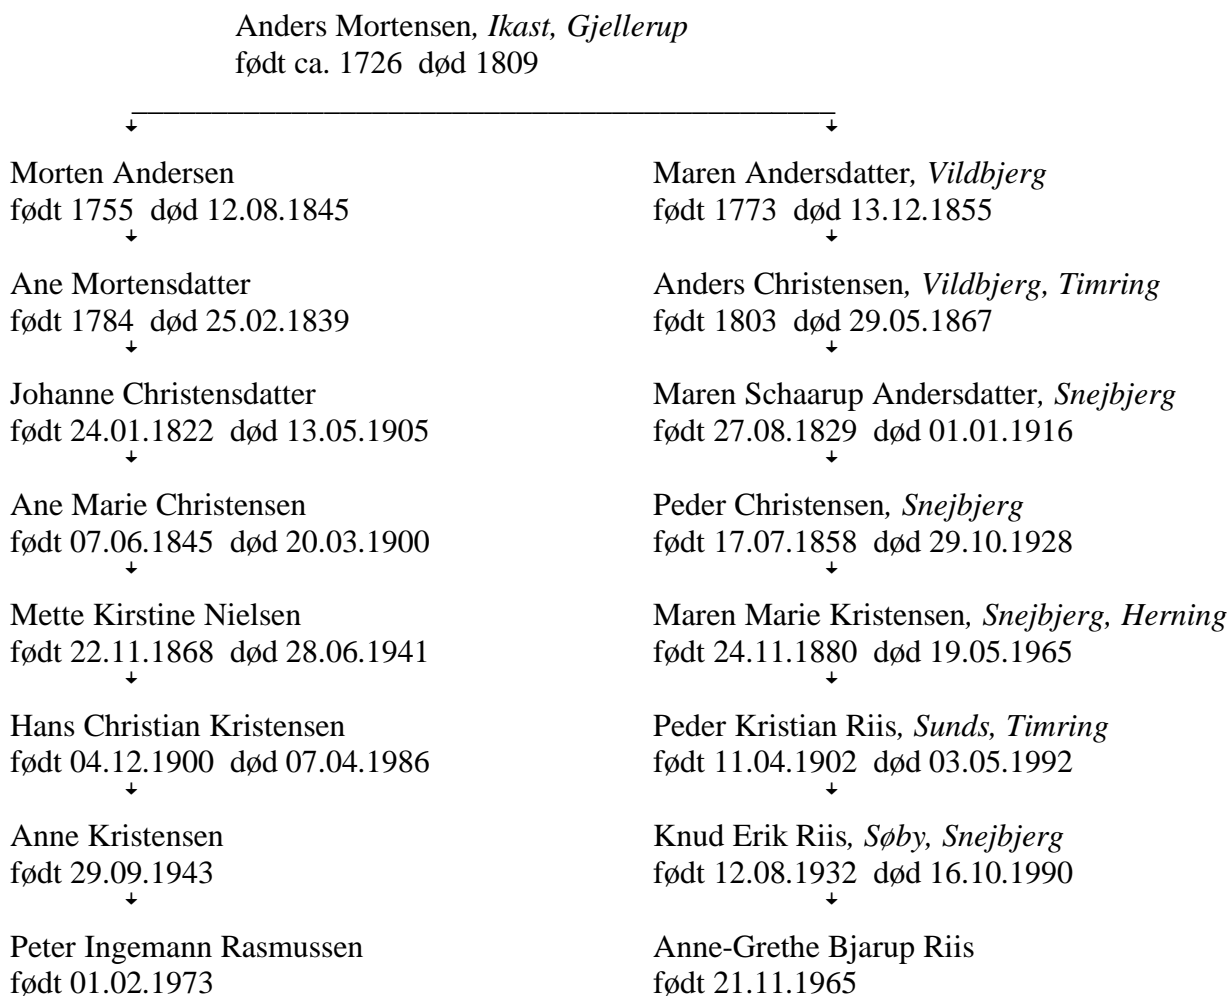 Anders Mortensen, Ikast, Gjellerup
født ca. 1726 død 1809
Morten Andersen
født 1755 død 12.08.1845
Ane Mortensdatter
født 1784 død 25.02.1839
Johanne Christensdatter
født 24.01.1822 død 13.05.1905
Ane Marie Christensen
født 07.06.1845 død 20.03.1900
Mette Kirstine Nielsen
født 22.11.1868 død 28.06.1941
Hans Christian Kristensen
født 04.12.1900 død 07.04.1986
Anne Kristensen
født 29.09.1943
Peter Ingemann Rasmussen
født 01.02.1973
Maren Andersdatter, Vildbjerg
født 1773 død 13.12.1855
Anders Christensen, Vildbjerg, Timring
født 1803 død 29.05.1867
Maren Schaarup Andersdatter, Snejbjerg
født 27.08.1829 død 01.01.1916
Peder Christensen, Snejbjerg
født 17.07.1858 død 29.10.1928
Maren Marie Kristensen, Snejbjerg, Herning
født 24.11.1880 død 19.05.1965
Peder Kristian Riis, Sunds, Timring
født 11.04.1902 død 03.05.1992
Knud Erik Riis, Søby, Snejbjerg
født 12.08.1932 død 16.10.1990
Anne-Grethe Bjarup Riis
født 21.11.1965